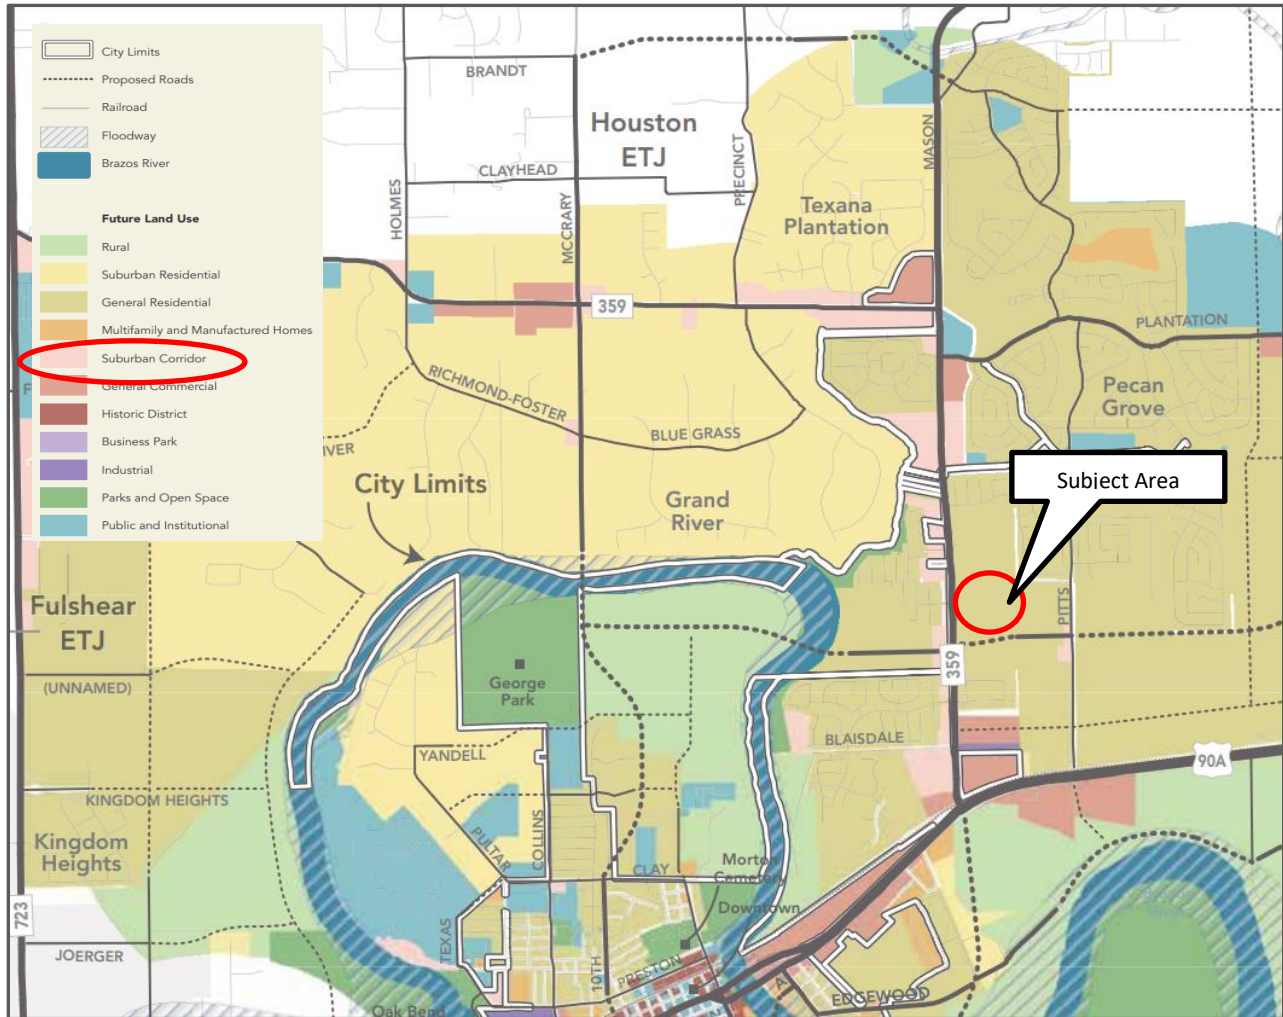 City Limits
Proposed Roads
Railroad
Floodway
Brazos River
Future Land Use
Rural
Suburban Residential
General Residential
Multifamily and Manufactured Homes
Suburban Corridor
General Commercial
Historic District
Business Park
Industrial
Parks and Open Space
Public and Institutional
BRANDT
Houston
ETJ
CLAYHEAD
HOLMES
MCCRARY
PRECINCT
MASON
Texana
Plantation
359
PLANTATION
RICHMOND-FOSTER
BLUE GRASS
Pecan
Grove
IVER
City Limits
Grand
River
Subject Area
Fulshear
ETJ
PITTS
(UNNAMED)
George
Park
359
YANDELL
BLAISDALE
90A
KINGDOM HEIGHTS
Kingdom
Heights
PULTAR
COLLINS
CLAY
Morton
Cemetery
Downtown
723
JOERGER
TEXAS
10TH
PRESTON
EDGEWOOD
Oak Bend